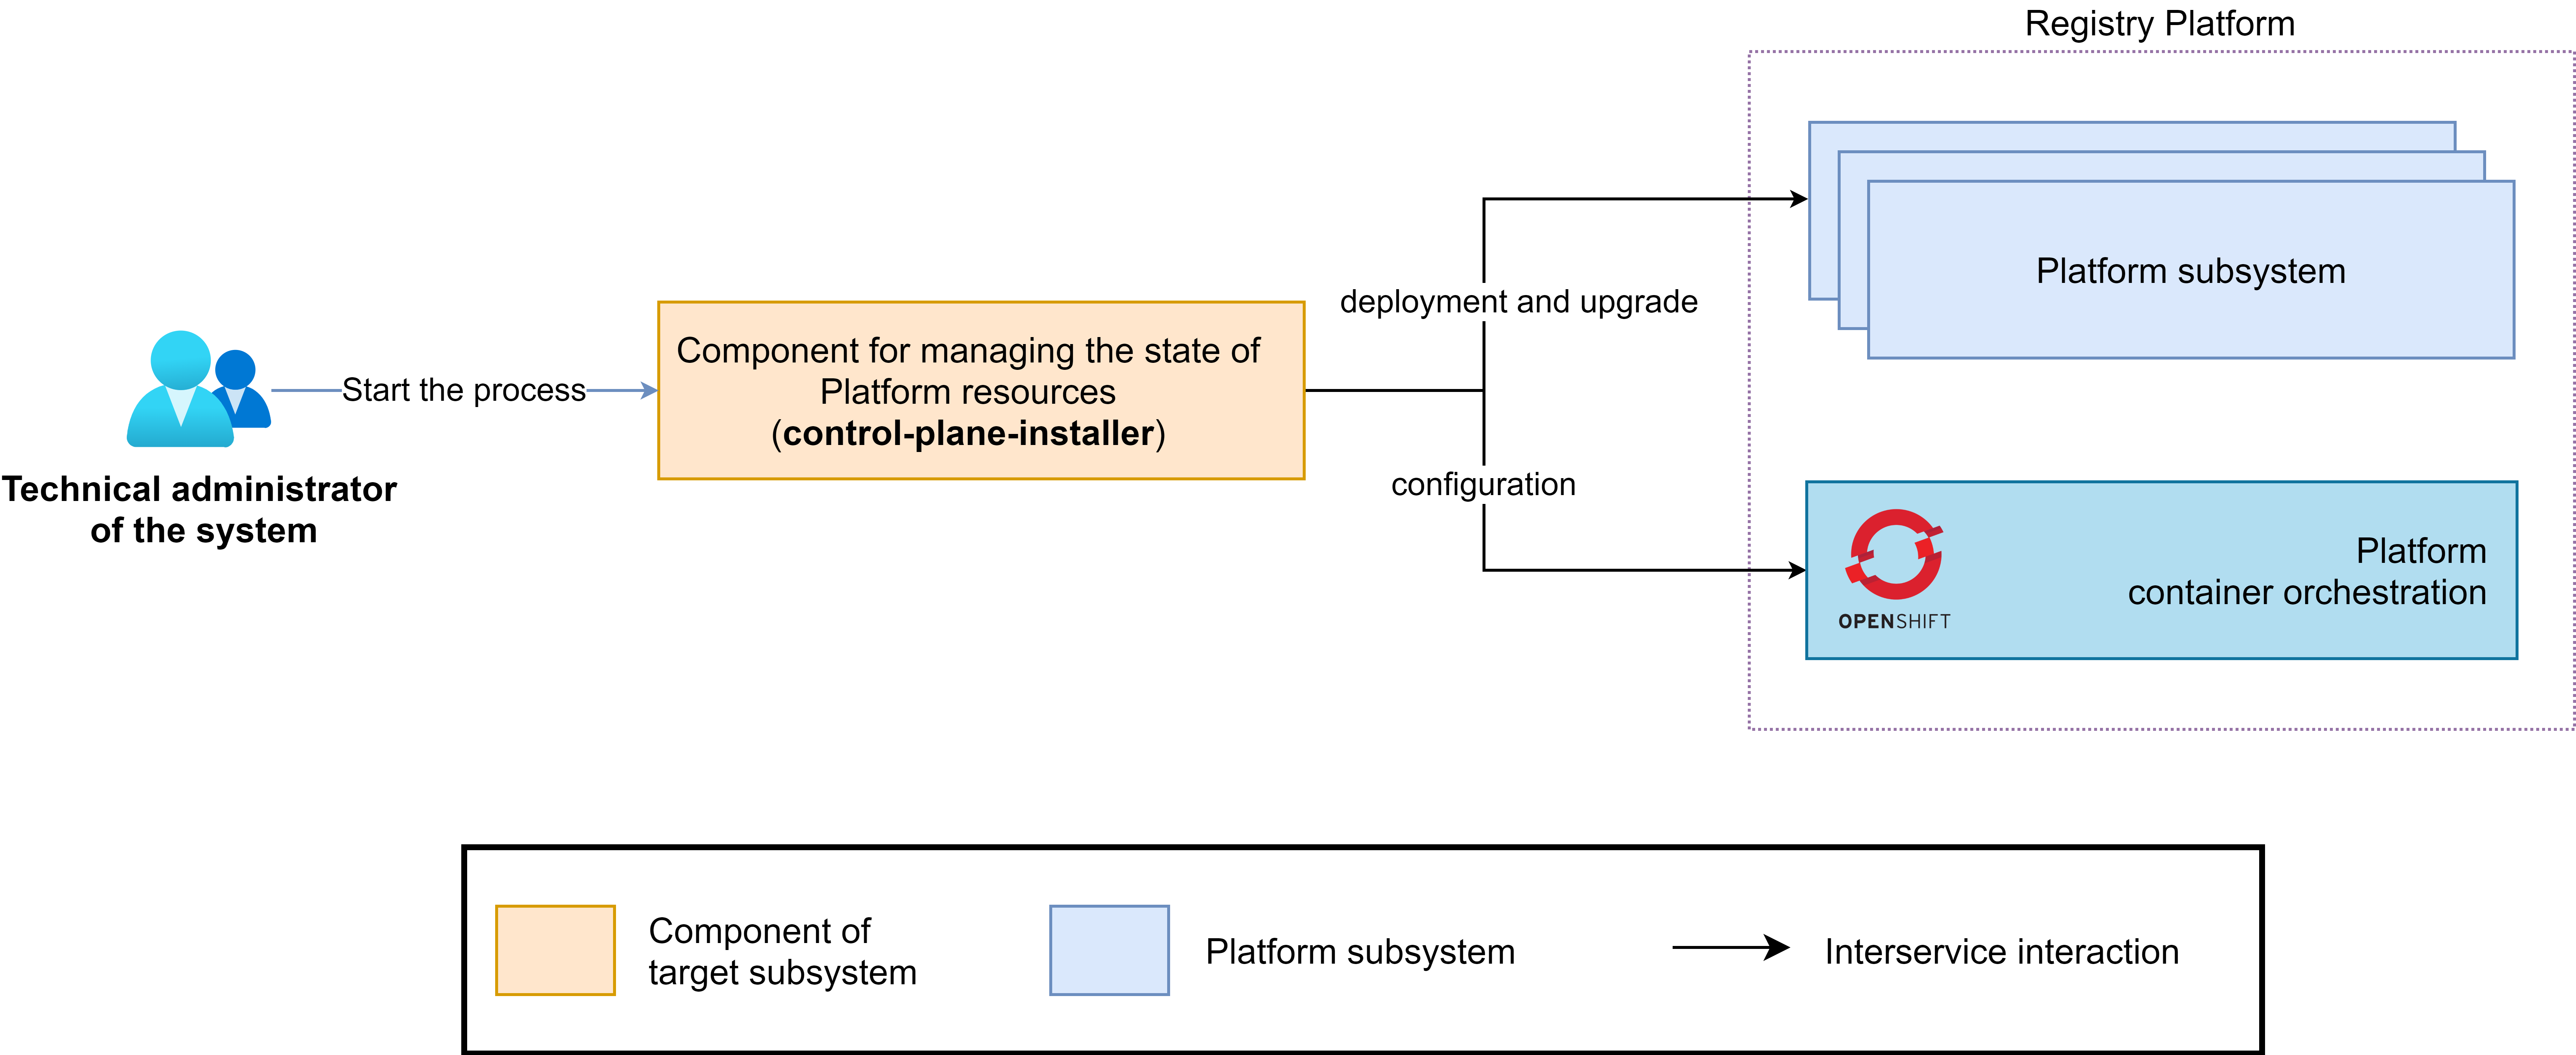 Registry Platform
Platform subsystem
deployment and upgrade
Component for managing the state of
Platform resources
(control-plane-installer)
Start the process
Technical administrator
of the system
configuration
Platform
container orchestration
OPENSHIFT
Component of
target subsystem
Platform subsystem
Interservice interaction